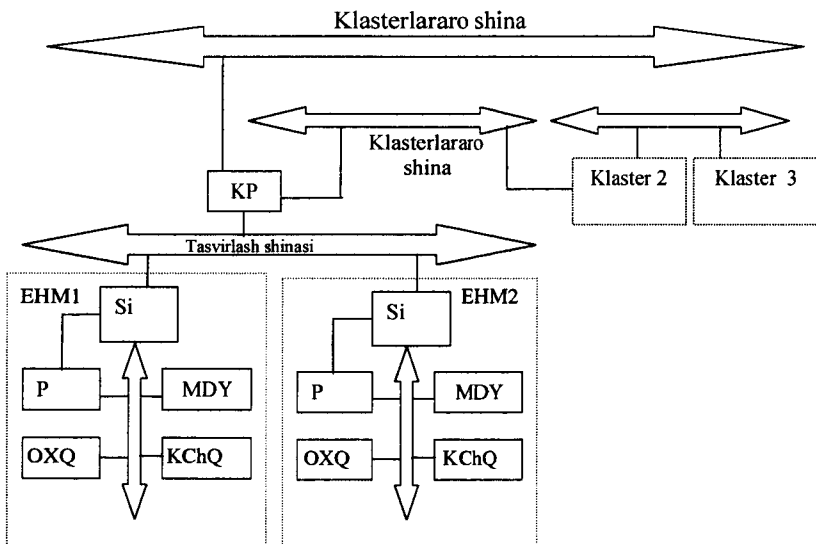 Klasterlararo shina
Klasterlararo
shina
Klaster 2
Klaster 3
KP
Tasvirlash shinasi
EHM1
Si
P
MDY
OXQ
KChQ
Si
EHM2
P
MDY
OXQ
KChQ